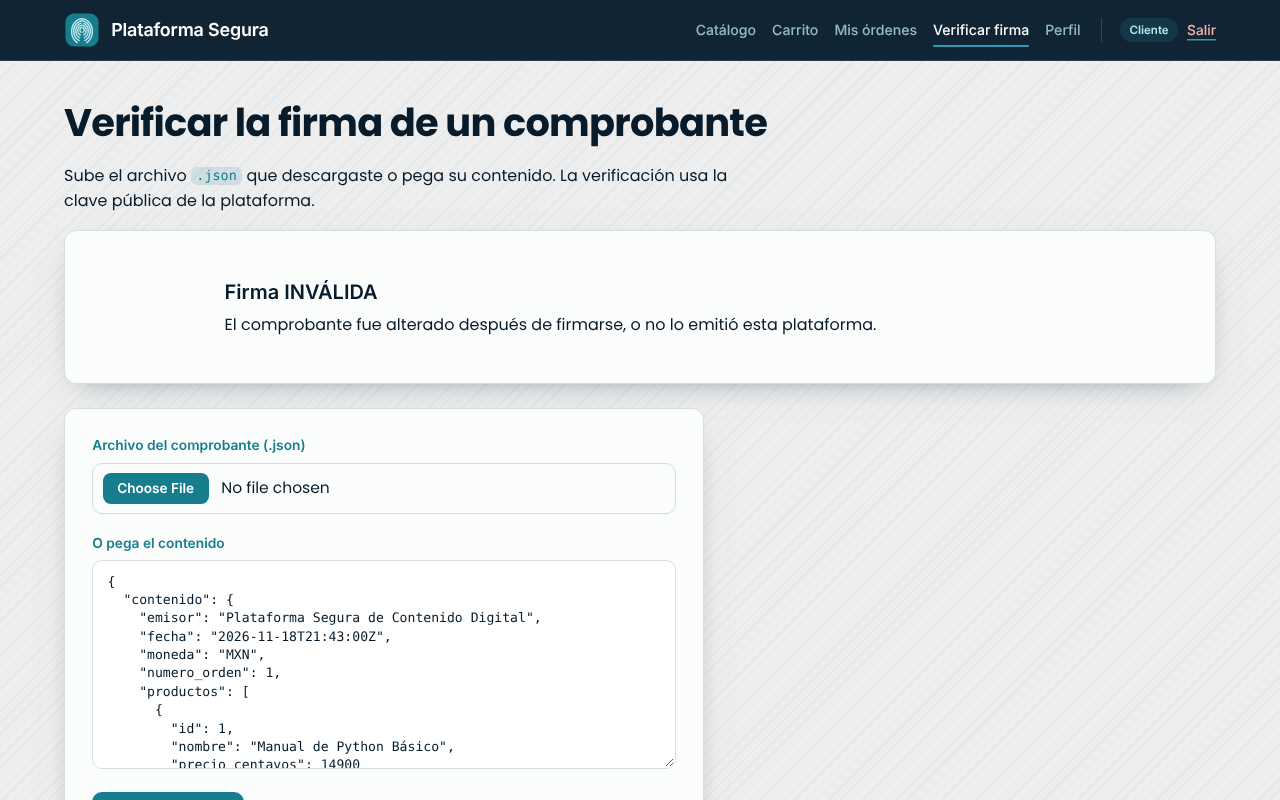 Plataforma Segura
Catálogo
Carrito
Mis órdenes
Verificar firma
Perfil
Cliente
Salir
Verificar la firma de un comprobante
Sube el archivo .json que descargaste o pega su contenido. La verificación usa la
clave pública de la plataforma.
Firma INVÁLIDA
El comprobante fue alterado después de firmarse, o no lo emitió esta plataforma.
Archivo del comprobante (.json)
Choose File No file chosen
O pega el contenido
{
"contenido": {
"emisor": "Plataforma Segura de Contenido Digital",
"fecha": "2026-11-18T21:43:00Z",
"moneda": "MXN",
"numero_orden": 1,
"productos": [
{
"id": 1,
"nombre": "Manual de Python Básico",
"precio_centavos": 14900